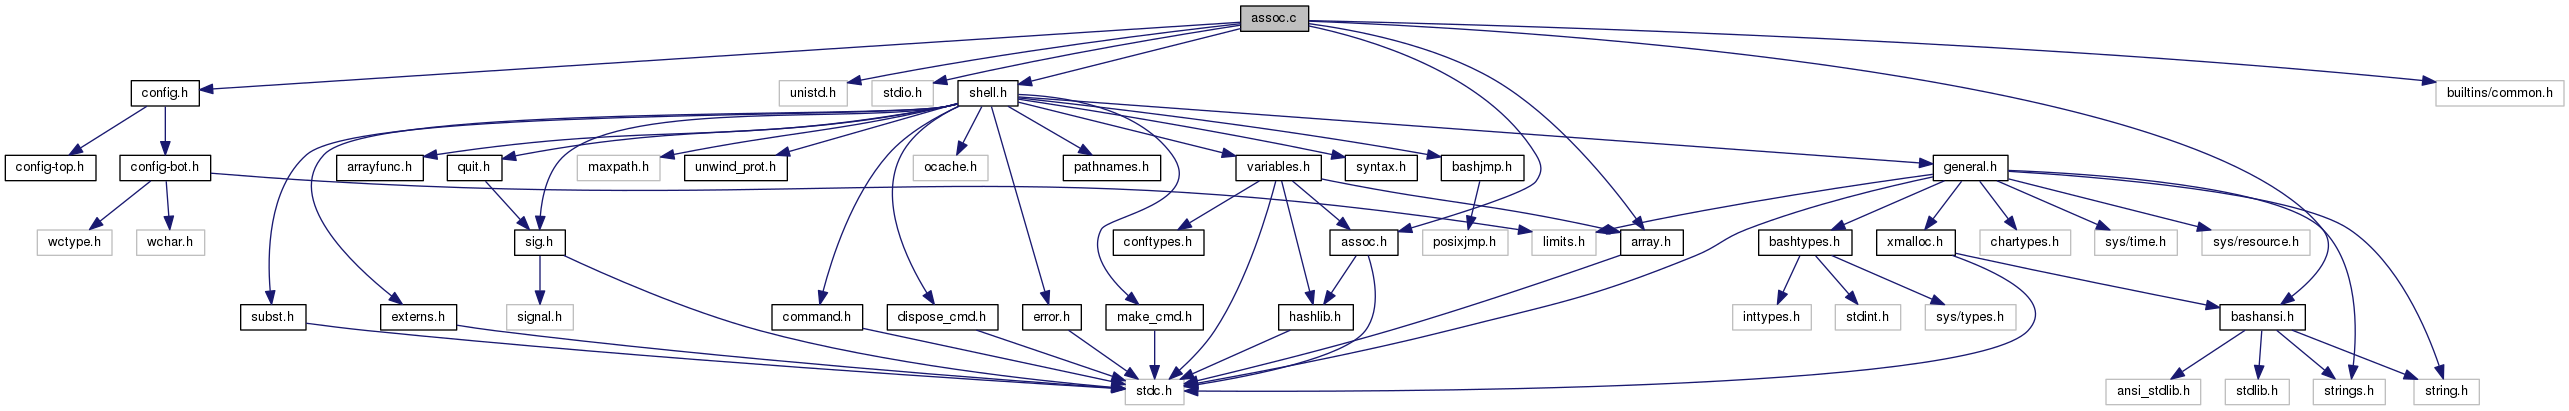 assoc.c
config.h
unistd.h
stdio.h
shell.h
builtins/common.h
config-top.h
config-bot.h
arrayfunc.h
quit.h
maxpath.h
unwind_prot.h
ocache.h
pathnames.h
variables.h
syntax.h
bashjmp.h
general.h
wctype.h
wchar.h
sig.h
conftypes.h
assoc.h
posixjmp.h
limits.h
array.h
bashtypes.h
xmalloc.h
chartypes.h
sys/time.h
sys/resource.h
subst.h
externs.h
signal.h
command.h
dispose_cmd.h
error.h
make_cmd.h
hashlib.h
inttypes.h
stdint.h
sys/types.h
bashansi.h
stdc.h
ansi_stdlib.h
stdlib.h
strings.h
string.h